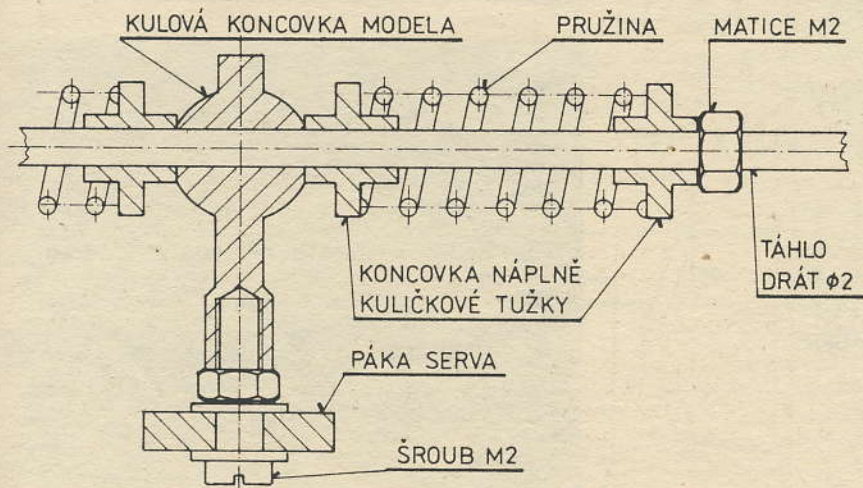 KULOVÁ KONCOVKA MODELA
PRUŽINA
MATICE M2
TÁHLO
DRÁT ϕ2
KONCOVKA NÁPLNĚ
KULIČKOVÉ TUŽKY
PÁKA SERVA
ŠROUB M2